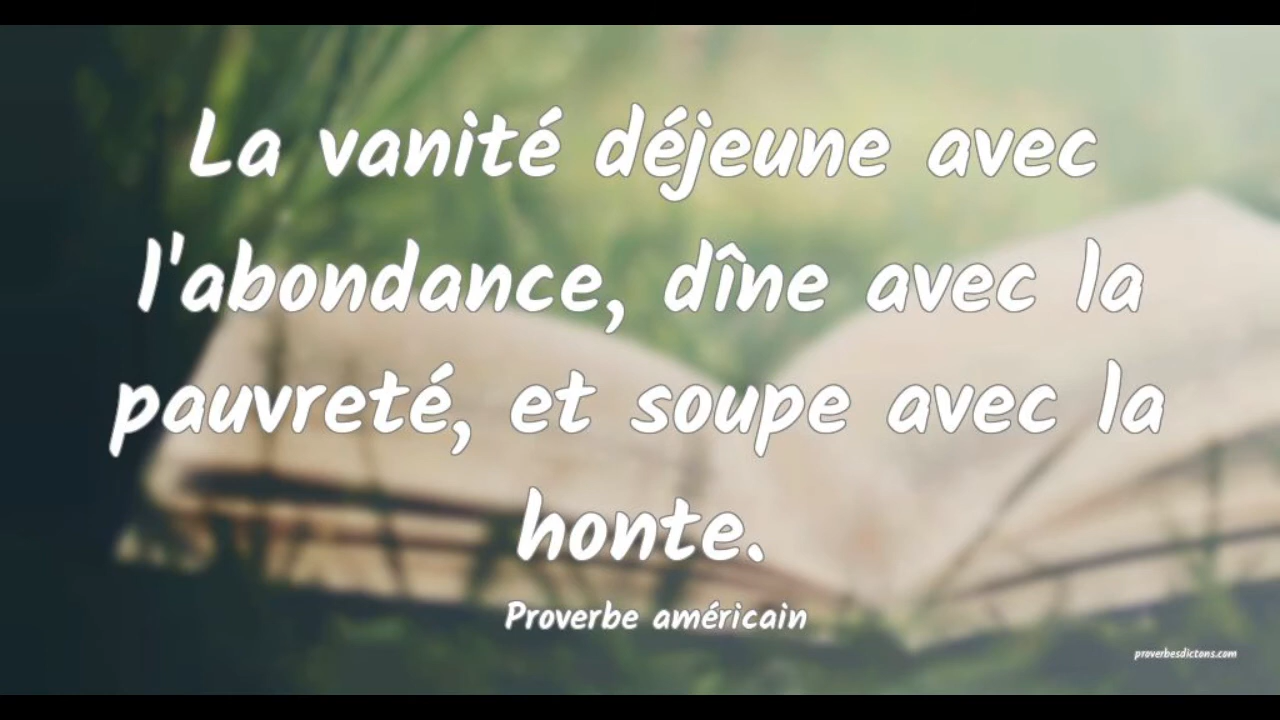 La vanité déjeune avec
l'abondance, dîne avec la
pauvreté, et soupe avec la
honte.
Proverbe américain
proverbesdictons.com